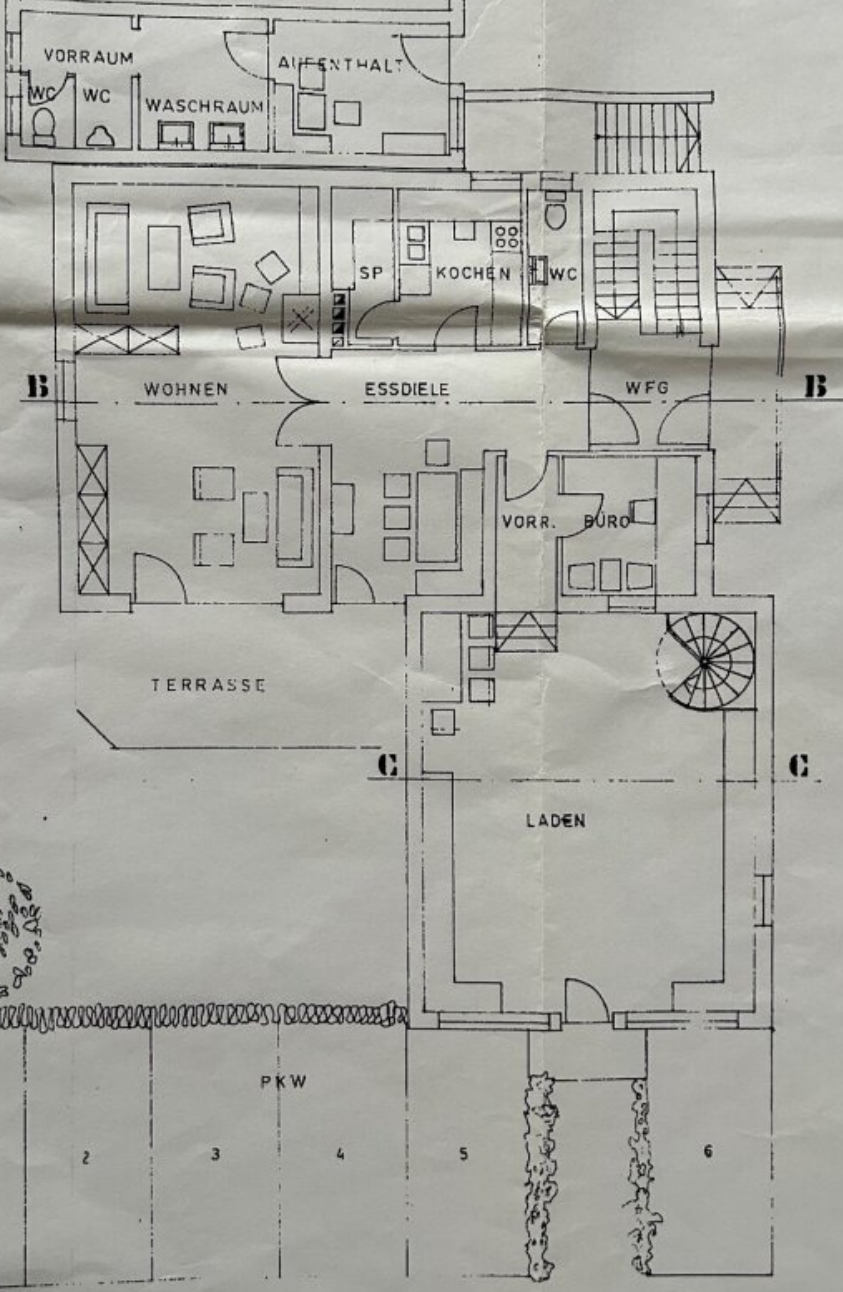 VORRAUM
AUFENTHALT
WC
WC
WASCHRAUM
SP
KOCHEN
WC
B
WOHNEN
ESSDIELE
WFG
B
VORR.
BÜRO
TERRASSE
C
C
LADEN
PKW
2
3
4
5
6